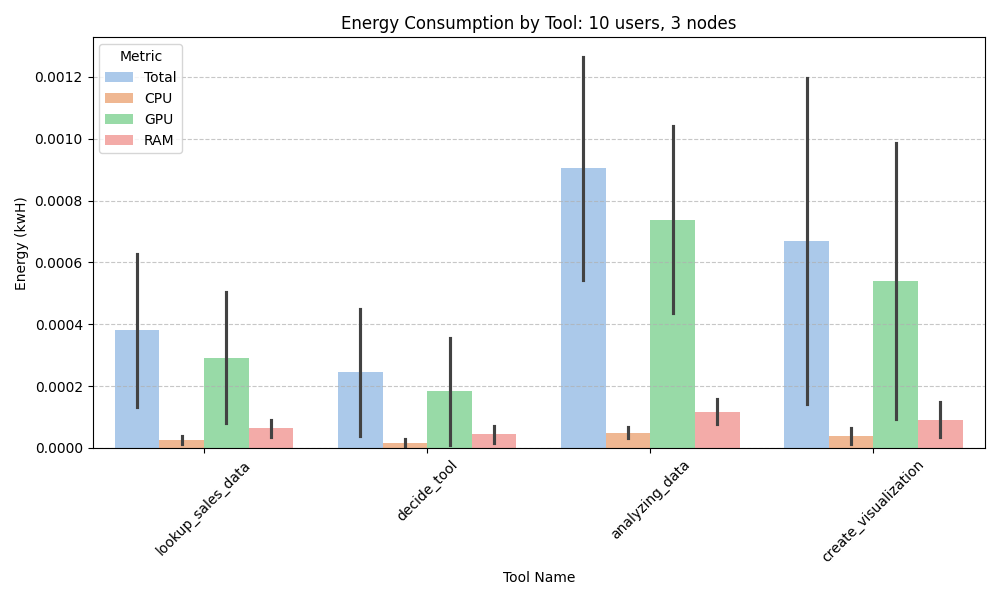 Energy Consumption by Tool: 10 users, 3 nodes
Metric
Total
CPU
GPU
RAM
Energy (kwH)
0.0012
0.0010
0.0008
0.0006
0.0004
0.0002
0.0000
lookup_sales_data
decide_tool
analyzing_data
create_visualization
Tool Name